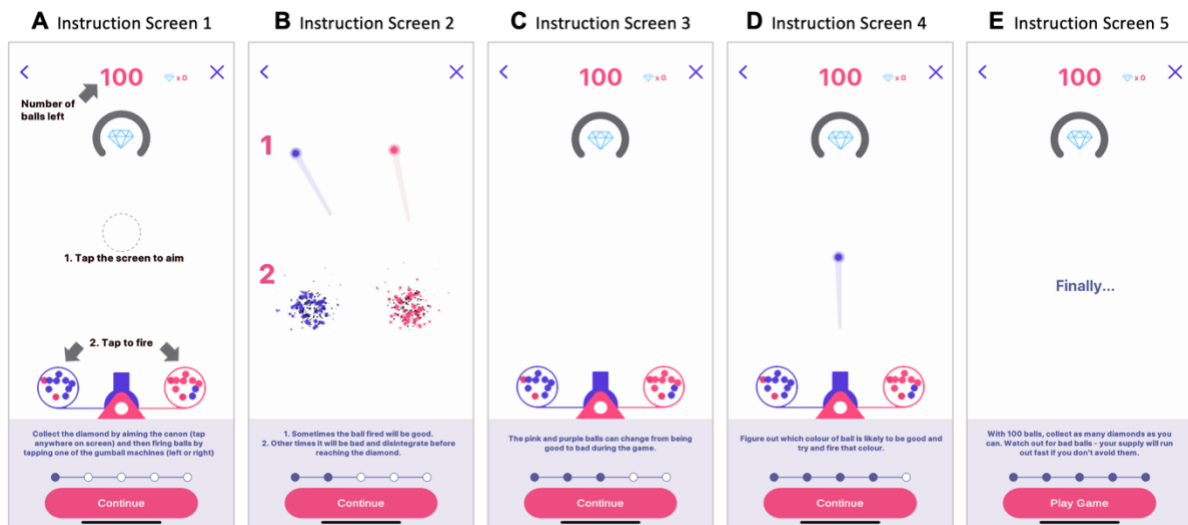 A Instruction Screen 1
100
x 0
Number of
balls left
1. Tap the screen to aim
2. Tap to fire
Collect the diamond by aiming the canon (tap
anywhere on screen) and then firing balls by
tapping one of the gumball machines (left or right)
Continue
B Instruction Screen 2
1
2
1. Sometimes the ball fired will be good.
2. Other times it will be bad and disintegrate before
reaching the diamond.
Continue
C Instruction Screen 3
100
x 0
The pink and purple balls can change from being
good to bad during the game.
Continue
D Instruction Screen 4
100
x 0
Figure out which colour of ball is likely to be good and
try and fire that colour.
Continue
E Instruction Screen 5
100
x 0
Finally...
With 100 balls, collect as many diamonds as you
can. Watch out for bad balls - your supply will run
out fast if you don't avoid them.
Play Game